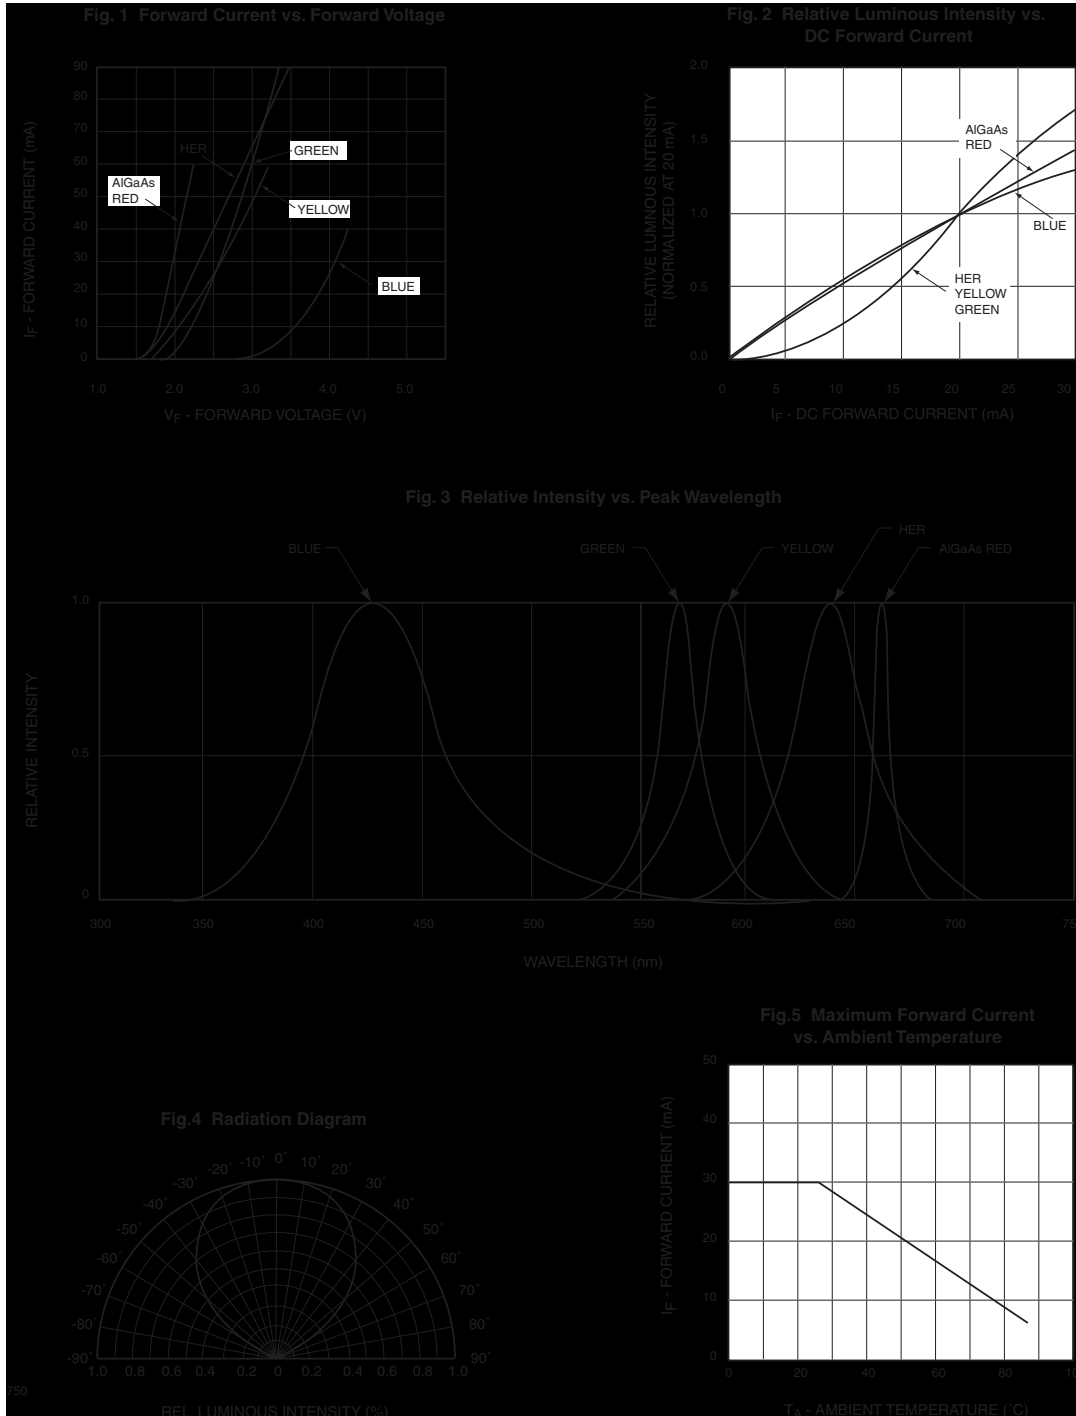 Fig. 1 Forward Current vs. Forward Voltage
90
80
70
60
50
40
30
20
10
0
IF - FORWARD CURRENT (mA)
HER
GREEN
AlGaAs
RED
YELLOW
BLUE
1.0 2.0 3.0 4.0 5.0
VF - FORWARD VOLTAGE (V)
Fig. 2 Relative Luminous Intensity vs.
DC Forward Current
2.0
1.5
1.0
0.5
0.0
RELATIVE LUMNOUS INTENSITY
(NORMALIZED AT 20 mA)
AlGaAs
RED
BLUE
HER
YELLOW
GREEN
0 5 10 15 20 25 30
IF - DC FORWARD CURRENT (mA)
Fig. 3 Relative Intensity vs. Peak Wavelength
HER
BLUE GREEN YELLOW AlGaAs RED
1.0
0.5
0
RELATIVE INTENSITY
300 350 400 450 500 550 600 650 700 75
WAVELENGTH (nm)
Fig.4 Radiation Diagram
-90˚ -80˚ -70˚ -60˚ -50˚ -40˚ -30˚ -20˚ -10˚ 0˚ 10˚ 20˚ 30˚ 40˚ 50˚ 60˚ 70˚ 80˚ 90˚
1.0 0.8 0.6 0.4 0.2 0 0.2 0.4 0.6 0.8 1.0
750
REL. LUMINOUS INTENSITY (%)
Fig.5 Maximum Forward Current
vs. Ambient Temperature
50
40
30
20
10
0
IF - FORWARD CURRENT (mA)
0 20 40 60 80 10
TA - AMBIENT TEMPERATURE (˚C)